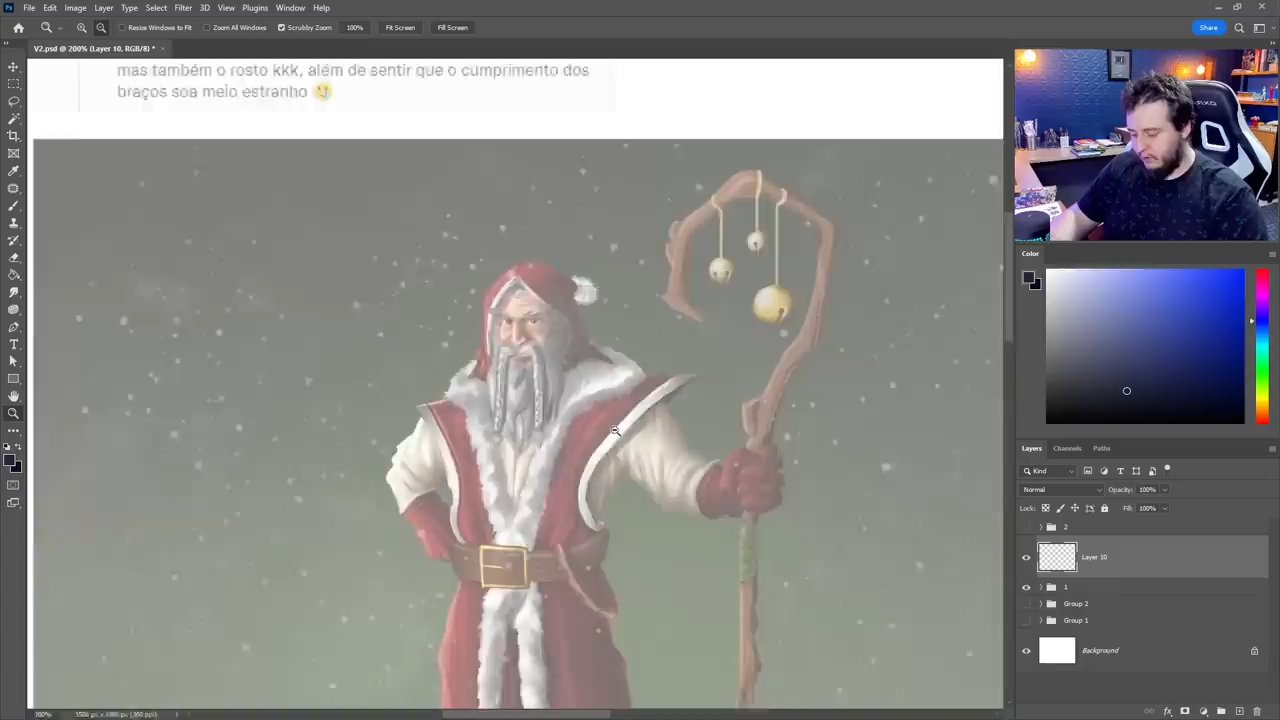 Ps File Edit Image Layer Type Select Filter 3D View Plugins Window Help
Resize Windows to Fit Zoom All Windows Scrubby Zoom 100% Fit Screen Fill Screen Share
V2.psd @ 200% (Layer 10, RGB/8) *
mas também o rosto kkk, além de sentir que o cumprimento dos
braços soa meio estranho 🥲
Color
Layers Channels Paths
Kind
Normal Opacity: 100%
Lock: Fill: 100%
2
Layer 10
1
Group 2
Group 1
Background
200%